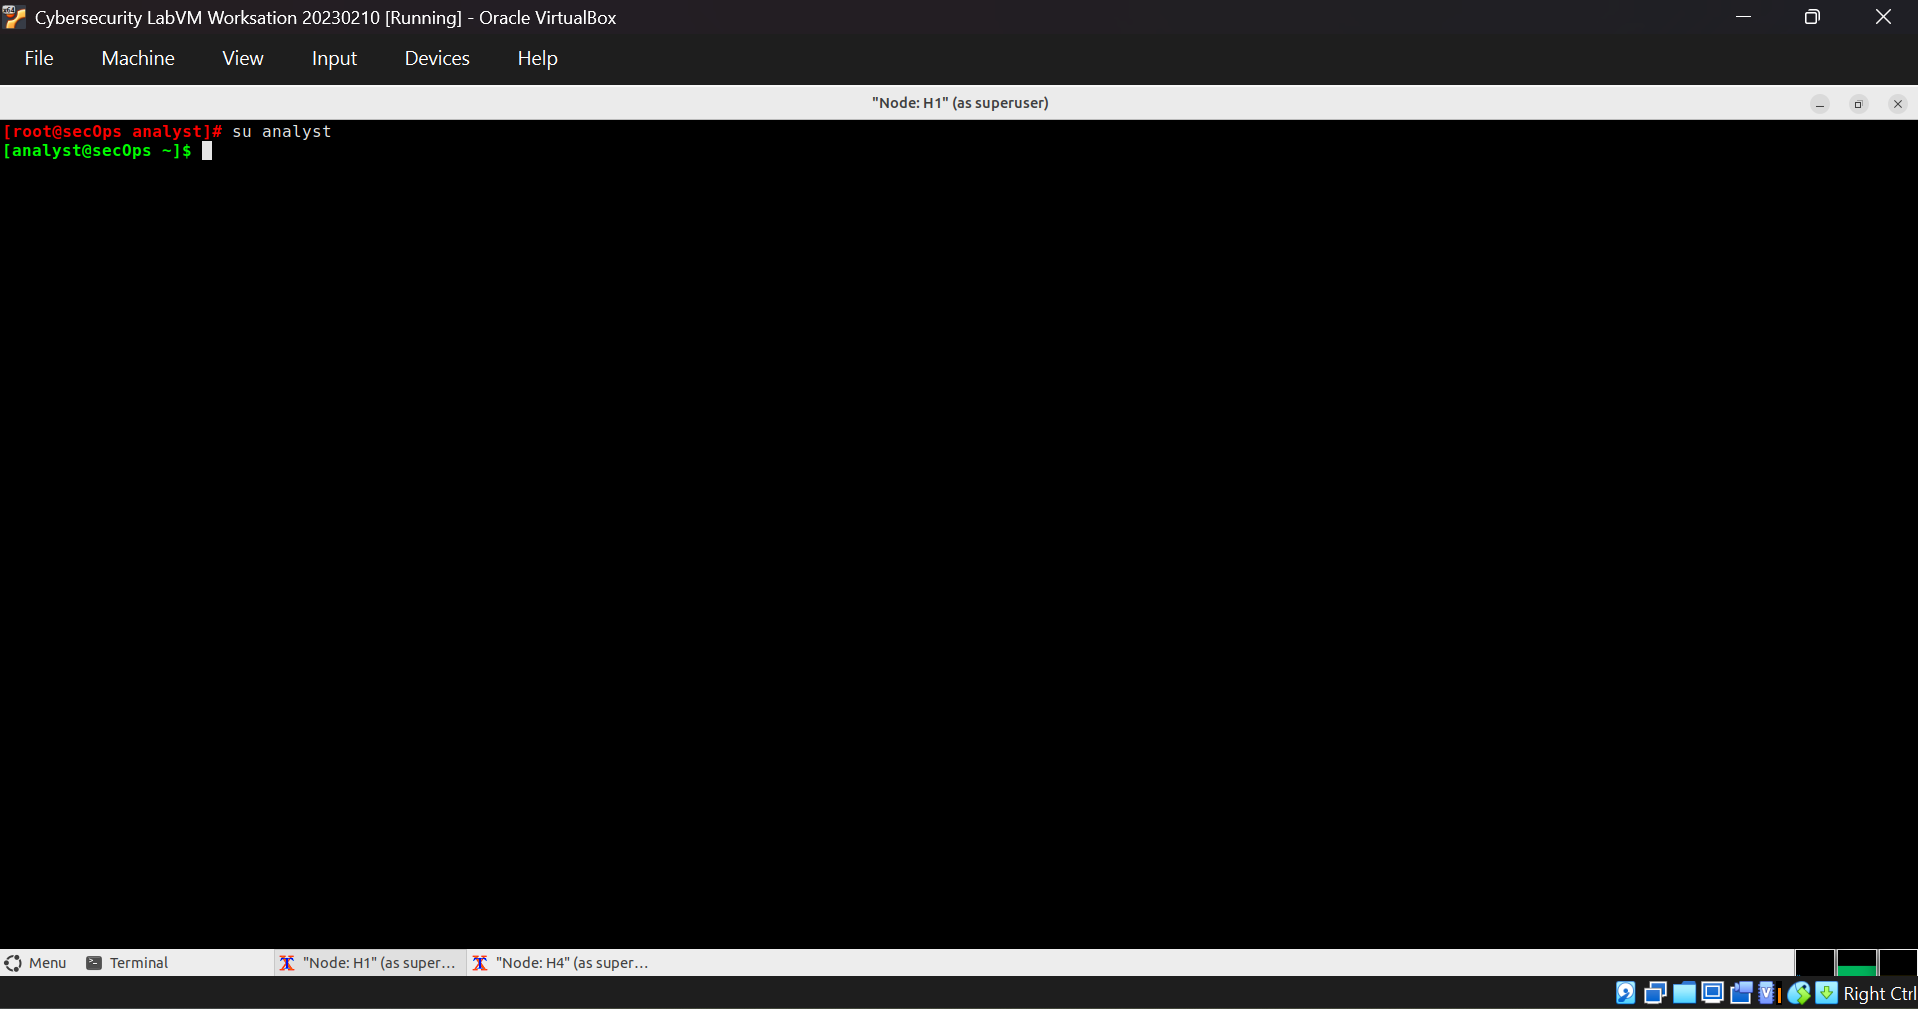 Cybersecurity LabVM Worksation 20230210 [Running] - Oracle VirtualBox
File Machine View Input Devices Help
"Node: H1" (as superuser)
[root@secOps analyst]# su analyst
[analyst@secOps ~]$
Menu Terminal "Node: H1" (as super... "Node: H4" (as super...
Right Ctrl